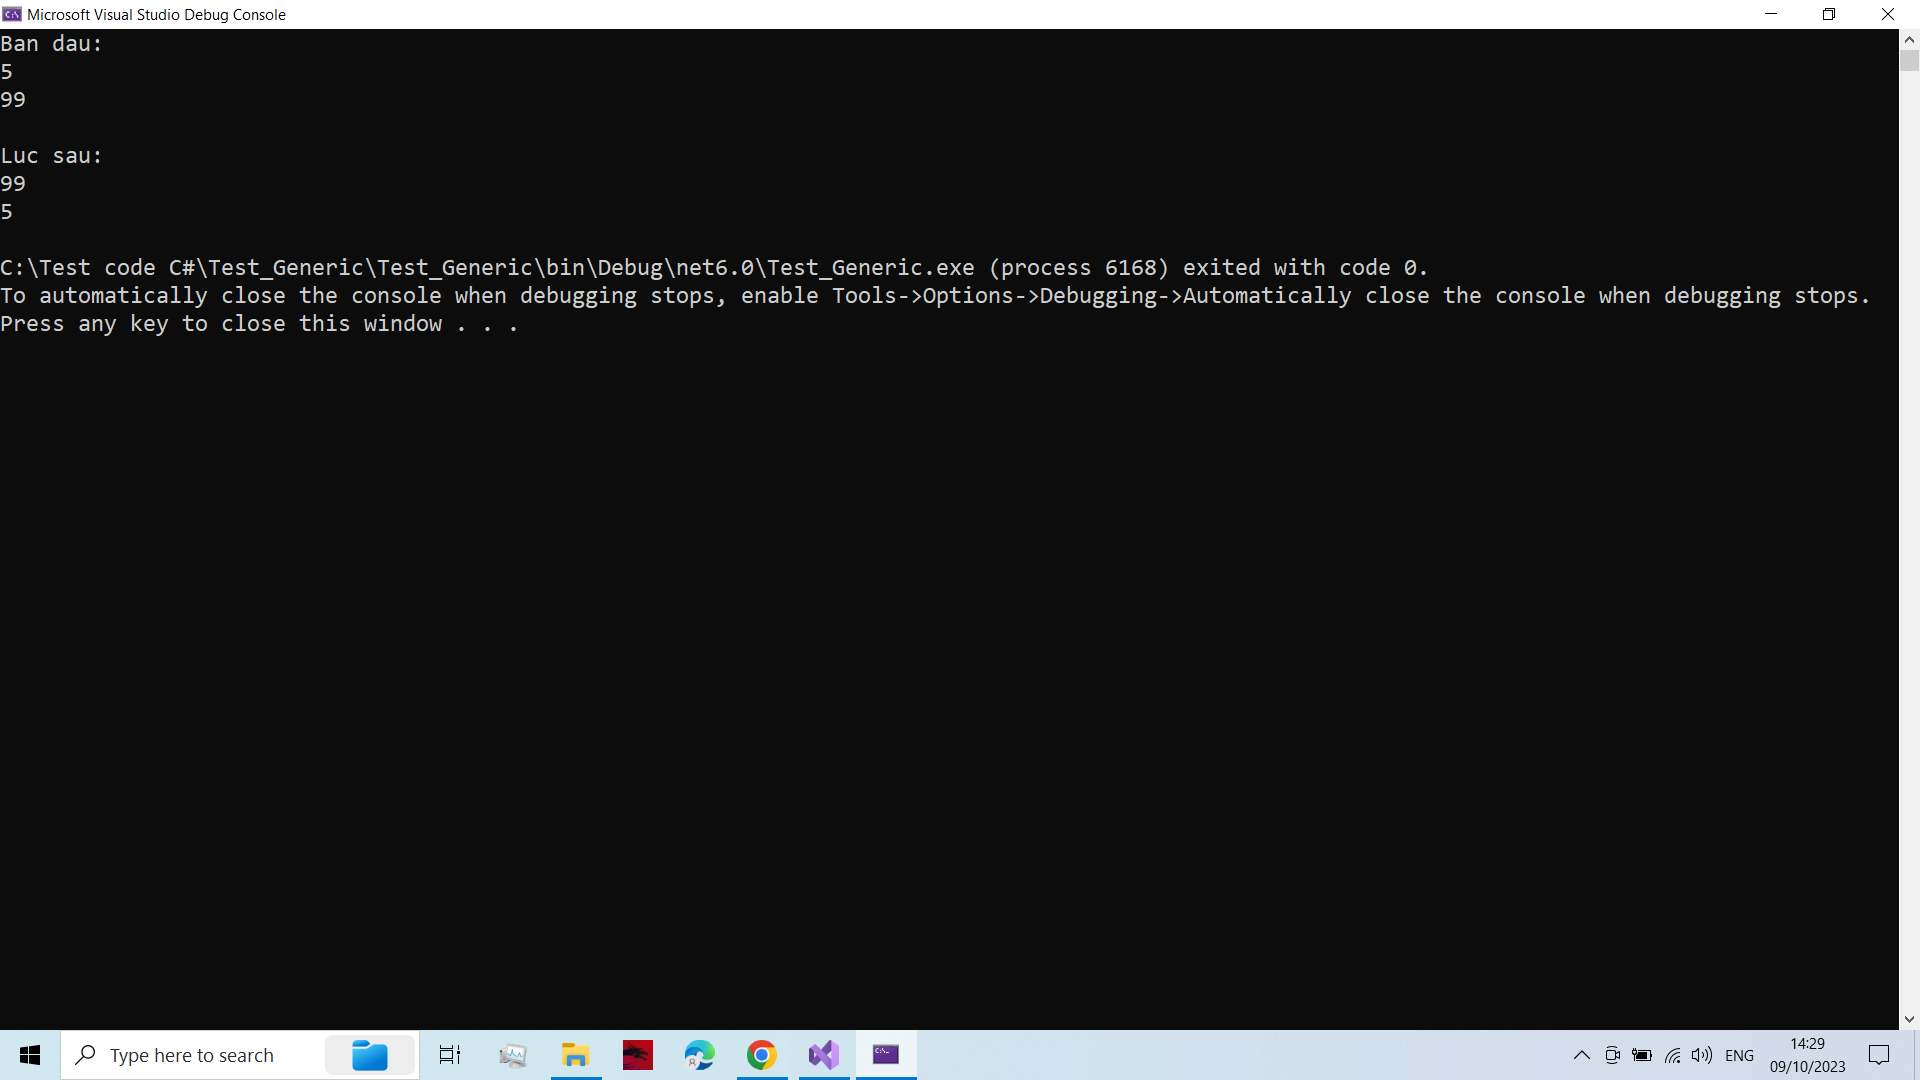 Microsoft Visual Studio Debug Console
Ban dau:
5
99
Luc sau:
99
5
C:\Test code C#\Test_Generic\Test_Generic\bin\Debug\net6.0\Test_Generic.exe (process 6168) exited with code 0.
To automatically close the console when debugging stops, enable Tools->Options->Debugging->Automatically close the console when debugging stops.
Press any key to close this window . . .
Type here to search
ENG
14:29
09/10/2023